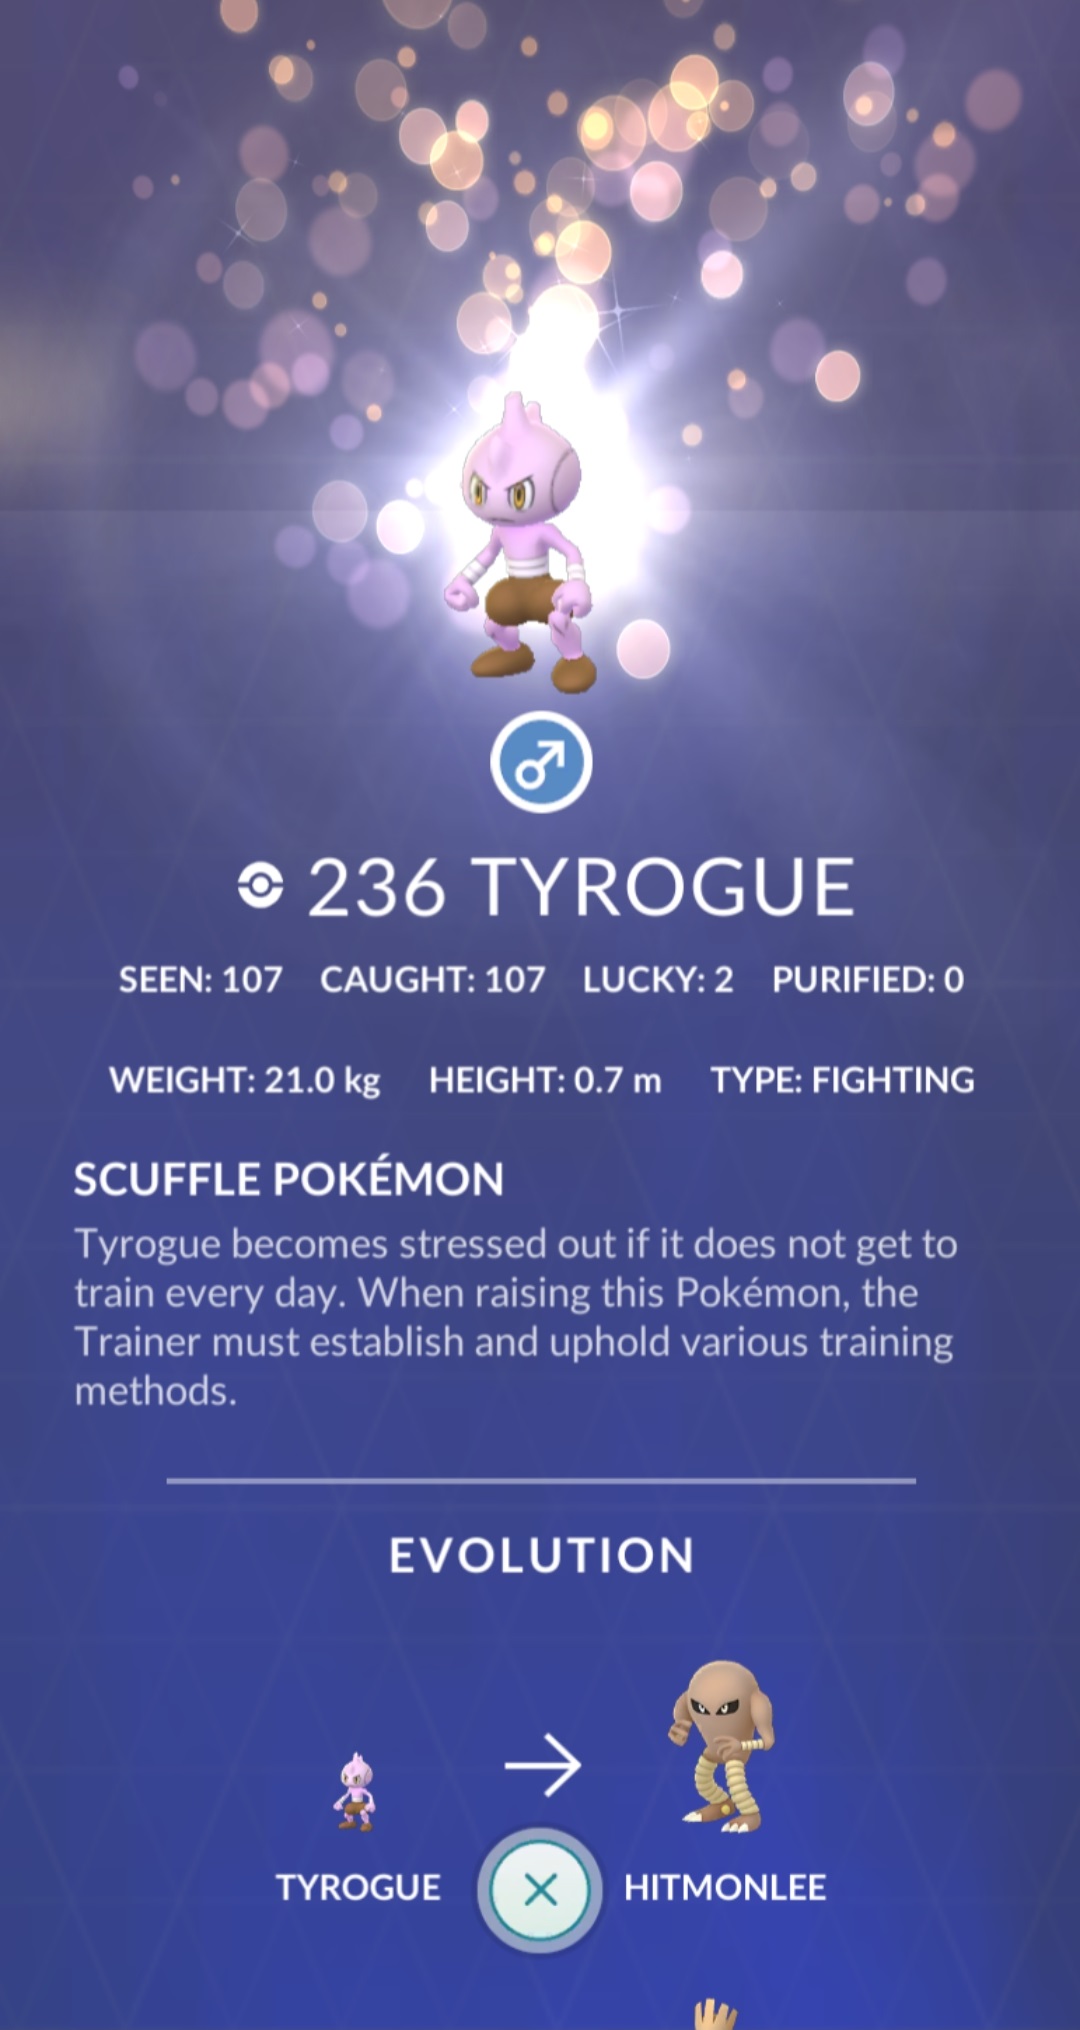 236 TYROGUE
SEEN: 107 CAUGHT: 107 LUCKY: 2 PURIFIED: 0
WEIGHT: 21.0 kg HEIGHT: 0.7 m TYPE: FIGHTING
SCUFFLE POKÉMON
Tyrogue becomes stressed out if it does not get to
train every day. When raising this Pokémon, the
Trainer must establish and uphold various training
methods.
EVOLUTION
TYROGUE HITMONLEE